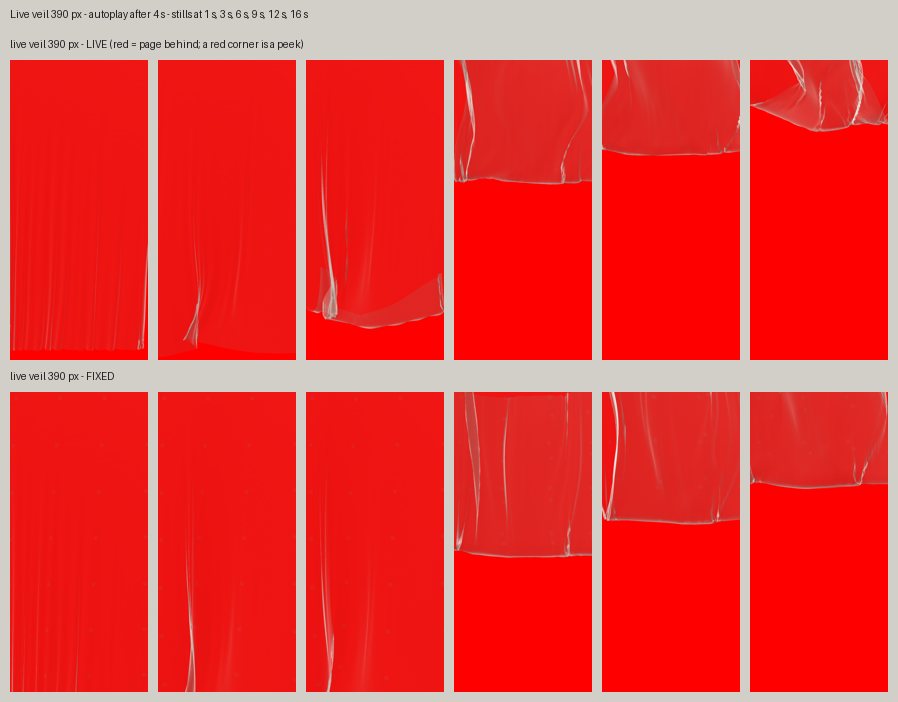 Live veil 390 px - autoplay after 4 s - stills at 1 s, 3 s, 6 s, 9 s, 12 s, 16 s
live veil 390 px - LIVE (red = page behind; a red corner is a peek)
live veil 390 px - FIXED